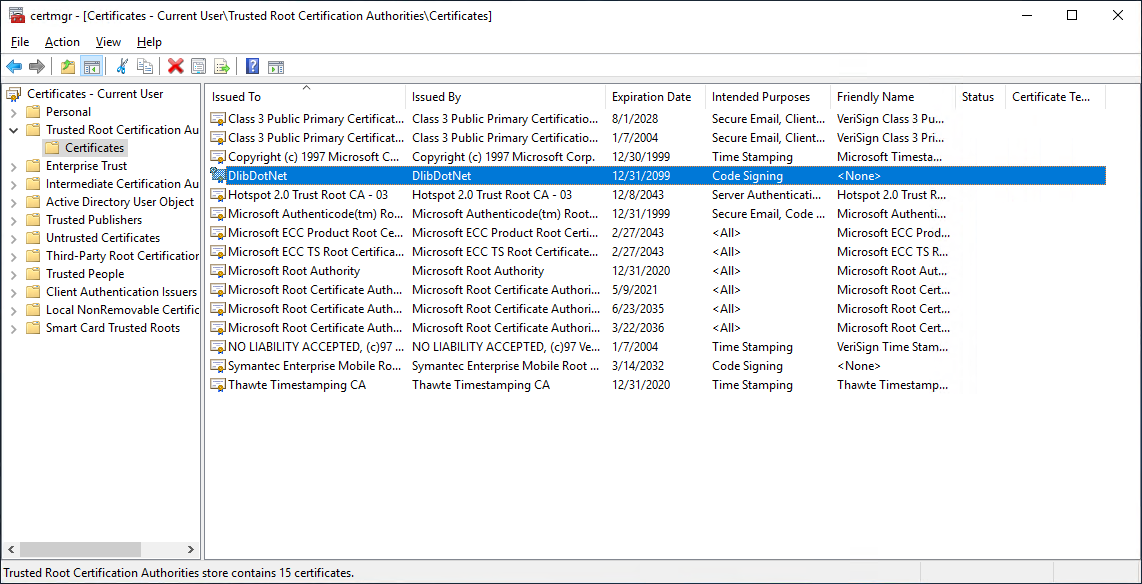 certmgr - [Certificates - Current User\Trusted Root Certification Authorities\Certificates]
File Action View Help
Certificates - Current User
Personal
Trusted Root Certification Au
Certificates
Enterprise Trust
Intermediate Certification Au
Active Directory User Object
Trusted Publishers
Untrusted Certificates
Third-Party Root Certification
Trusted People
Client Authentication Issuers
Local NonRemovable Certific
Smart Card Trusted Roots
Issued To Issued By Expiration Date Intended Purposes Friendly Name Status Certificate Te...
Class 3 Public Primary Certificat... Class 3 Public Primary Certificatio... 8/1/2028 Secure Email, Client... VeriSign Class 3 Pu...
Class 3 Public Primary Certificat... Class 3 Public Primary Certificatio... 1/7/2004 Secure Email, Client... VeriSign Class 3 Pri...
Copyright (c) 1997 Microsoft C... Copyright (c) 1997 Microsoft Corp. 12/30/1999 Time Stamping Microsoft Timesta...
DlibDotNet DlibDotNet 12/31/2099 Code Signing <None>
Hotspot 2.0 Trust Root CA - 03 Hotspot 2.0 Trust Root CA - 03 12/8/2043 Server Authenticati... Hotspot 2.0 Trust R...
Microsoft Authenticode(tm) Ro... Microsoft Authenticode(tm) Root... 12/31/1999 Secure Email, Code ... Microsoft Authenti...
Microsoft ECC Product Root Ce... Microsoft ECC Product Root Certi... 2/27/2043 <All> Microsoft ECC Prod...
Microsoft ECC TS Root Certifica... Microsoft ECC TS Root Certificate... 2/27/2043 <All> Microsoft ECC TS R...
Microsoft Root Authority Microsoft Root Authority 12/31/2020 <All> Microsoft Root Aut...
Microsoft Root Certificate Auth... Microsoft Root Certificate Authori... 5/9/2021 <All> Microsoft Root Cert...
Microsoft Root Certificate Auth... Microsoft Root Certificate Authori... 6/23/2035 <All> Microsoft Root Cert...
Microsoft Root Certificate Auth... Microsoft Root Certificate Authori... 3/22/2036 <All> Microsoft Root Cert...
NO LIABILITY ACCEPTED, (c)97 ... NO LIABILITY ACCEPTED, (c)97 Ve... 1/7/2004 Time Stamping VeriSign Time Stam...
Symantec Enterprise Mobile Ro... Symantec Enterprise Mobile Root ... 3/14/2032 Code Signing <None>
Thawte Timestamping CA Thawte Timestamping CA 12/31/2020 Time Stamping Thawte Timestamp...
Trusted Root Certification Authorities store contains 15 certificates.